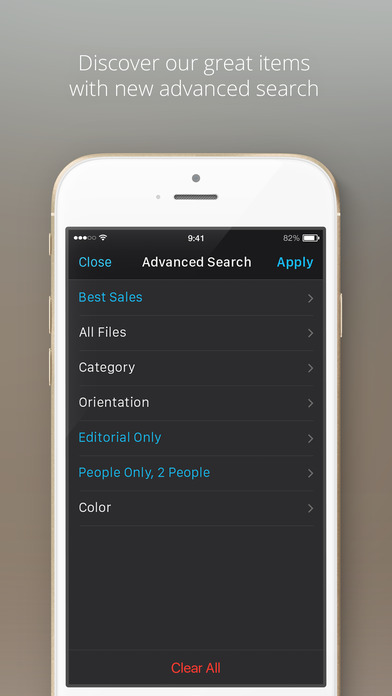 Discover our great items
with new advanced search
9:41
82%
Close Advanced Search Apply
Best Sales
All Files
Category
Orientation
Editorial Only
People Only, 2 People
Color
Clear All